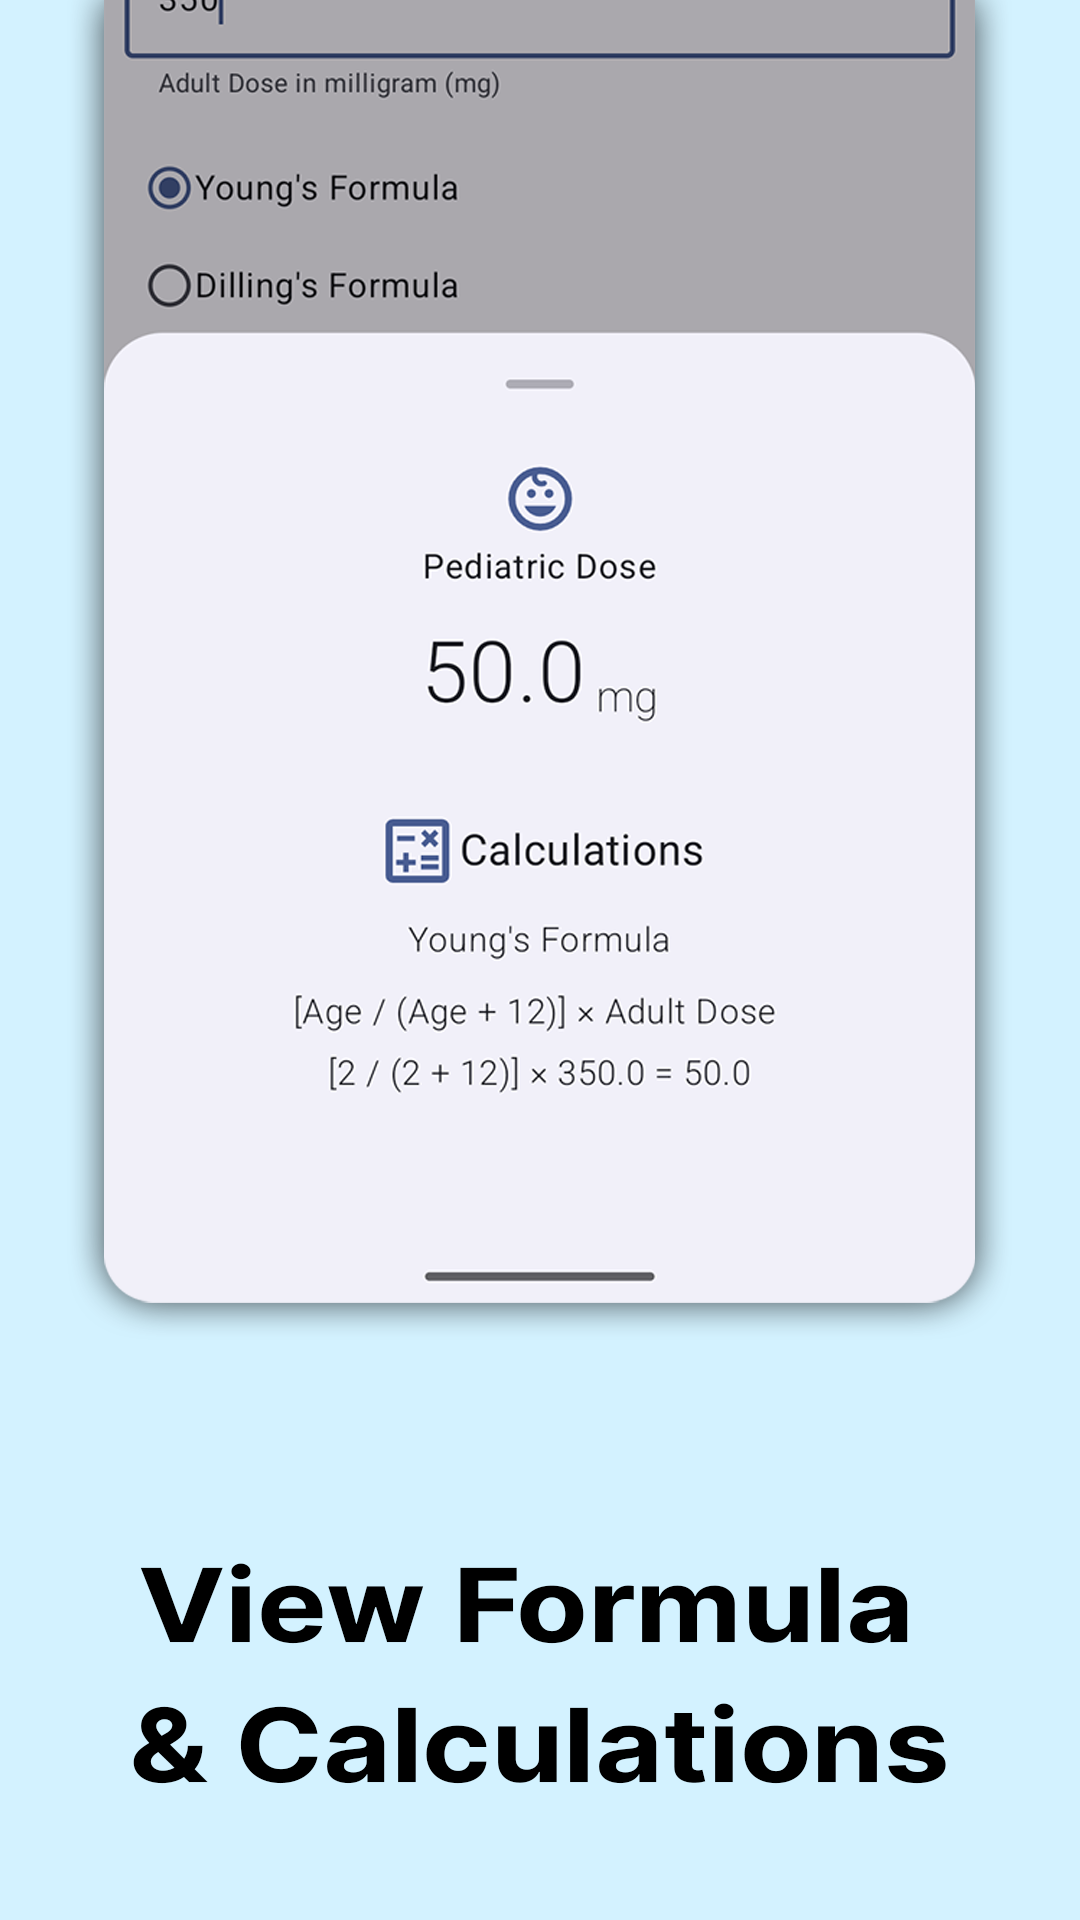 350
Adult Dose in milligram (mg)
Young's Formula
Dilling's Formula
Pediatric Dose
50.0 mg
Calculations
Young's Formula
[Age / (Age + 12)] × Adult Dose
[2 / (2 + 12)] × 350.0 = 50.0
View Formula
& Calculations